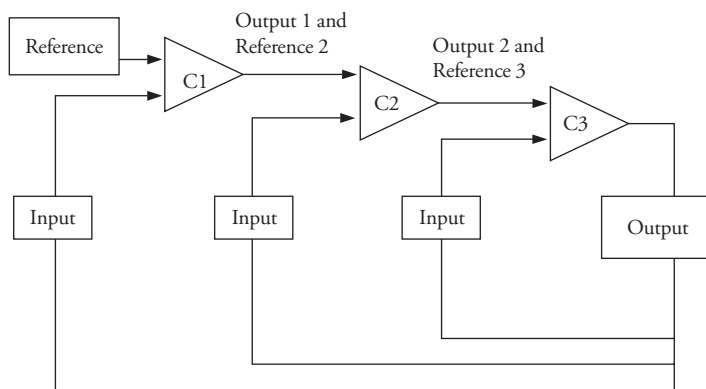 Output 1 and
Reference 2
Reference
C1
Output 2 and
Reference 3
C2
C3
Input
Input
Input
Output